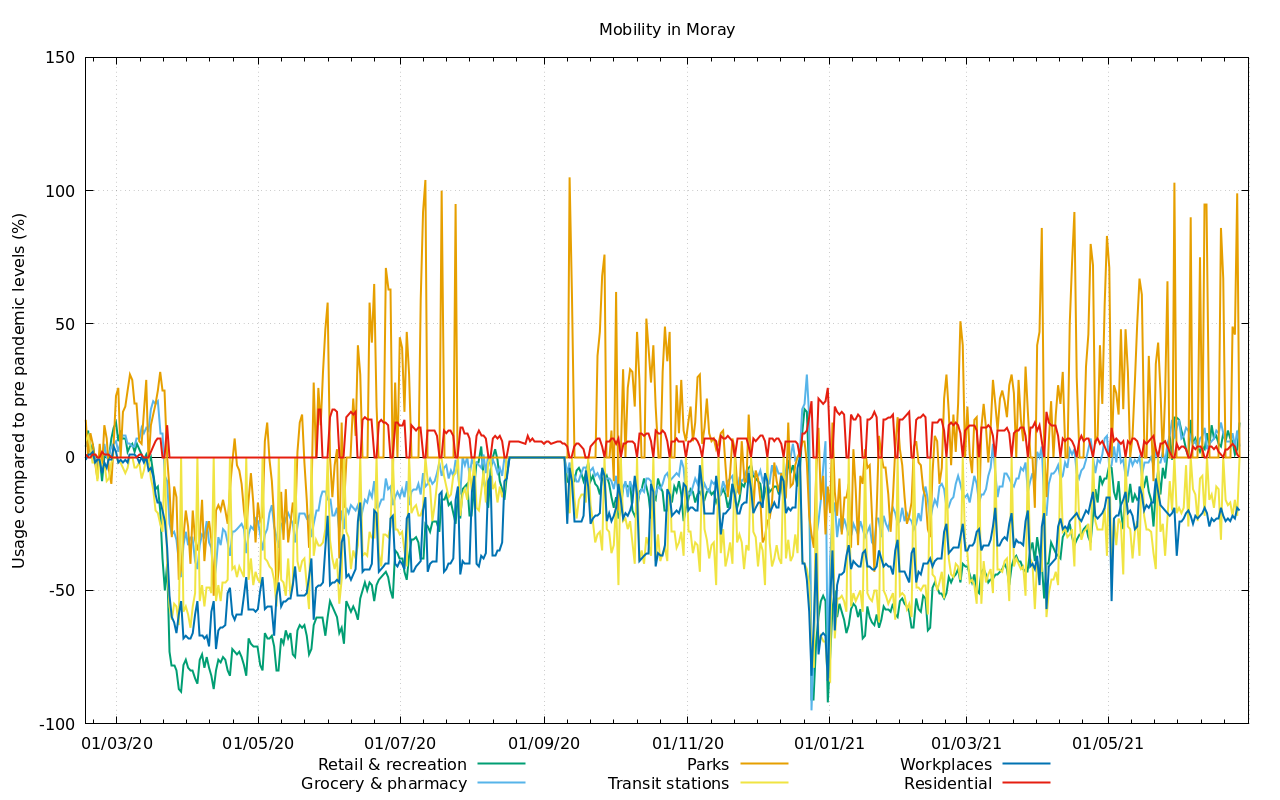 Mobility in Moray
Usage compared to pre pandemic levels (%)
150
100
50
0
-50
-100
01/03/20 01/05/20 01/07/20 01/09/20 01/11/20 01/01/21 01/03/21 01/05/21
Retail & recreation Parks Workplaces
Grocery & pharmacy Transit stations Residential